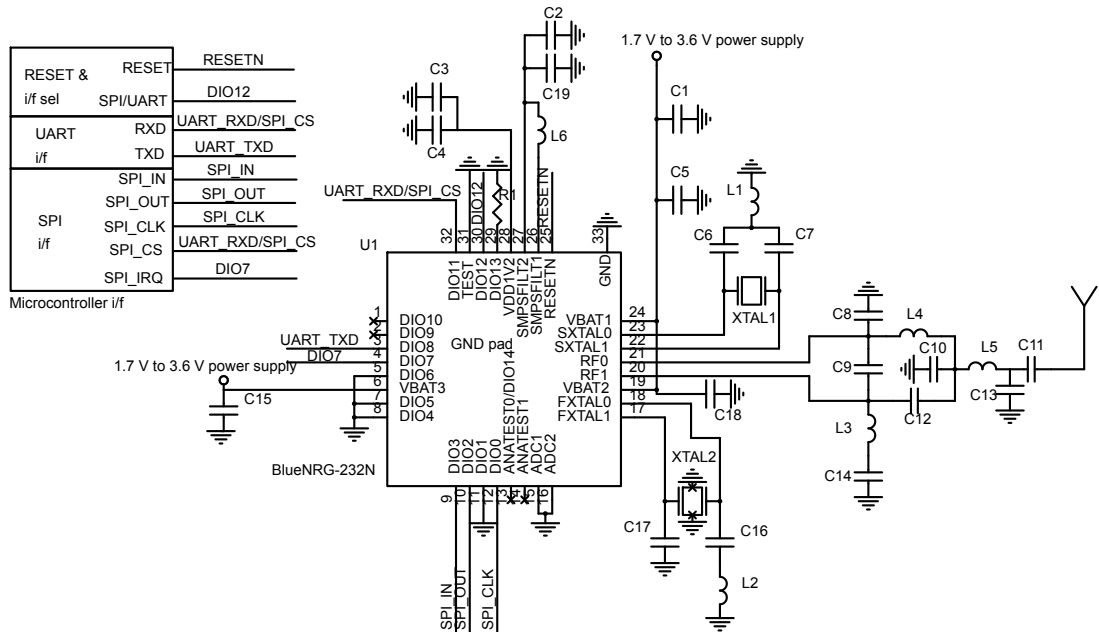 C2
1.7 V to 3.6 V power supply
C3
C19
C1
C4
L6
RESET &
i/f sel
RESET
RESETN
SPI/UART
DIO12
UART
i/f
RXD
UART_RXD/SPI_CS
TXD
UART_TXD
SPI
i/f
SPI_IN
SPI_IN
SPI_OUT
SPI_OUT
SPI_CLK
SPI_CLK
SPI_CS
UART_RXD/SPI_CS
SPI_IRQ
DIO7
Microcontroller i/f
UART_RXD/SPI_CS
DIO12
R1
RESETN
C5
L1
C6
C7
XTAL1
U1
32
31
30
29
28
27
26
25
33
DIO11
TEST
DIO12
DIO13
VDD1V2
SMPSFILT2
SMPSFILT1
RESETN
GND
GND pad
1
DIO10
2
DIO9
UART_TXD
3
DIO8
DIO7
4
DIO7
5
DIO6
1.7 V to 3.6 V power supply
6
VBAT3
7
DIO5
8
DIO4
C15
24
VBAT1
23
SXTAL0
22
SXTAL1
21
RF0
20
RF1
19
VBAT2
18
FXTAL0
17
FXTAL1
C18
C8
L4
C9
C10
L5
C11
C13
C12
L3
C14
DIO3
DIO2
DIO1
DIO0
ANATEST0/DIO14
ANATEST1
ADC1
ADC2
BlueNRG-232N
9
10
11
12
13
14
15
16
XTAL2
C17
C16
L2
SPI_IN
SPI_OUT
SPI_CLK